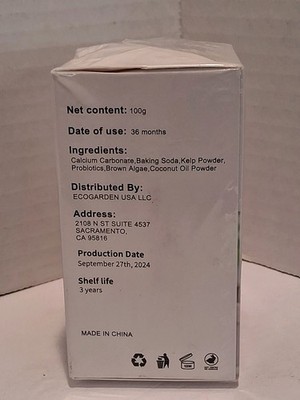 Net content: 100g
Date of use: 36 months
Ingredients:
Calcium Carbonate,Baking Soda,Kelp Powder,
Probiotics,Brown Algae,Coconut Oil Powder
Distributed By:
ECOGARDEN USA LLC
Address:
2108 N ST SUITE 4537
SACRAMENTO,
CA 95816
Production Date
September 27th, 2024
Shelf life
3 years
MADE IN CHINA